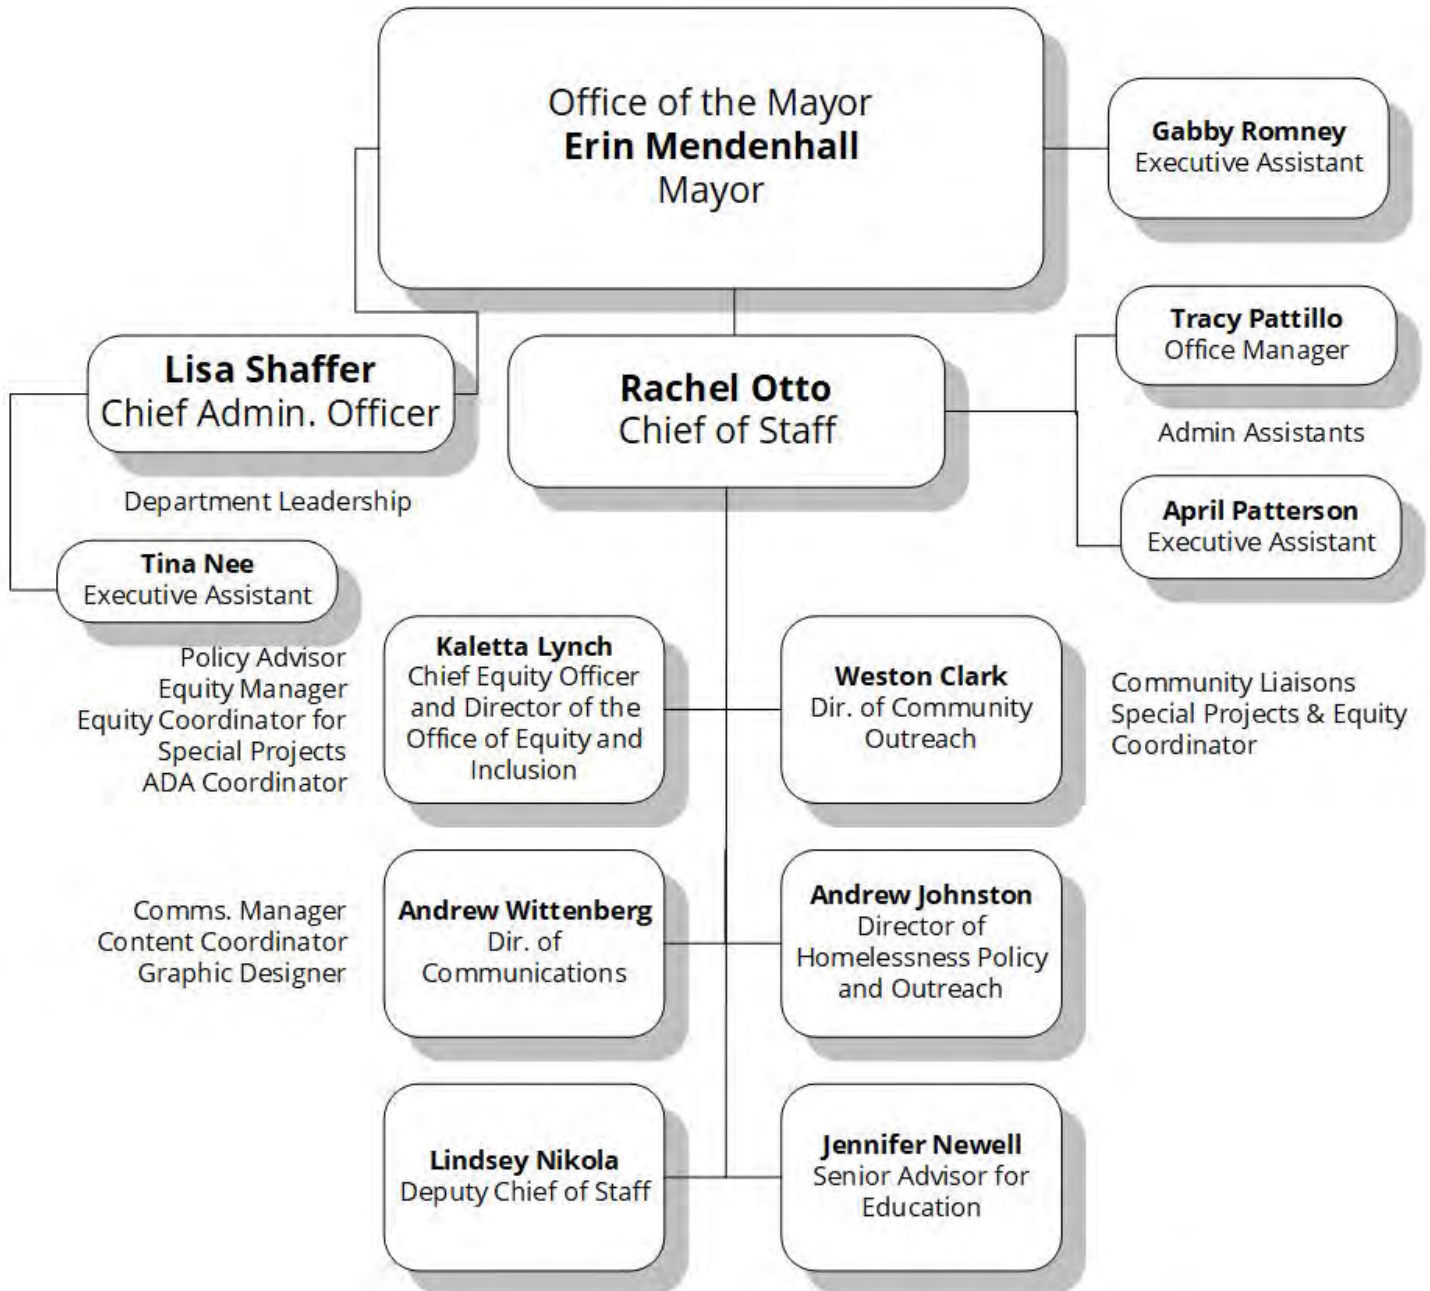 Office of the Mayor
Erin Mendenhall
Mayor
Gabby Romney
Executive Assistant
Lisa Shaffer
Chief Admin. Officer
Department Leadership
Tina Nee
Executive Assistant
Rachel Otto
Chief of Staff
Tracy Pattillo
Office Manager
Admin Assistants
April Patterson
Executive Assistant
Policy Advisor
Equity Manager
Equity Coordinator for
Special Projects
ADA Coordinator
Kaletta Lynch
Chief Equity Officer
and Director of the
Office of Equity and
Inclusion
Weston Clark
Dir. of Community
Outreach
Community Liaisons
Special Projects & Equity
Coordinator
Comms. Manager
Content Coordinator
Graphic Designer
Andrew Wittenberg
Dir. of
Communications
Andrew Johnston
Director of
Homelessness Policy
and Outreach
Lindsey Nikola
Deputy Chief of Staff
Jennifer Newell
Senior Advisor for
Education